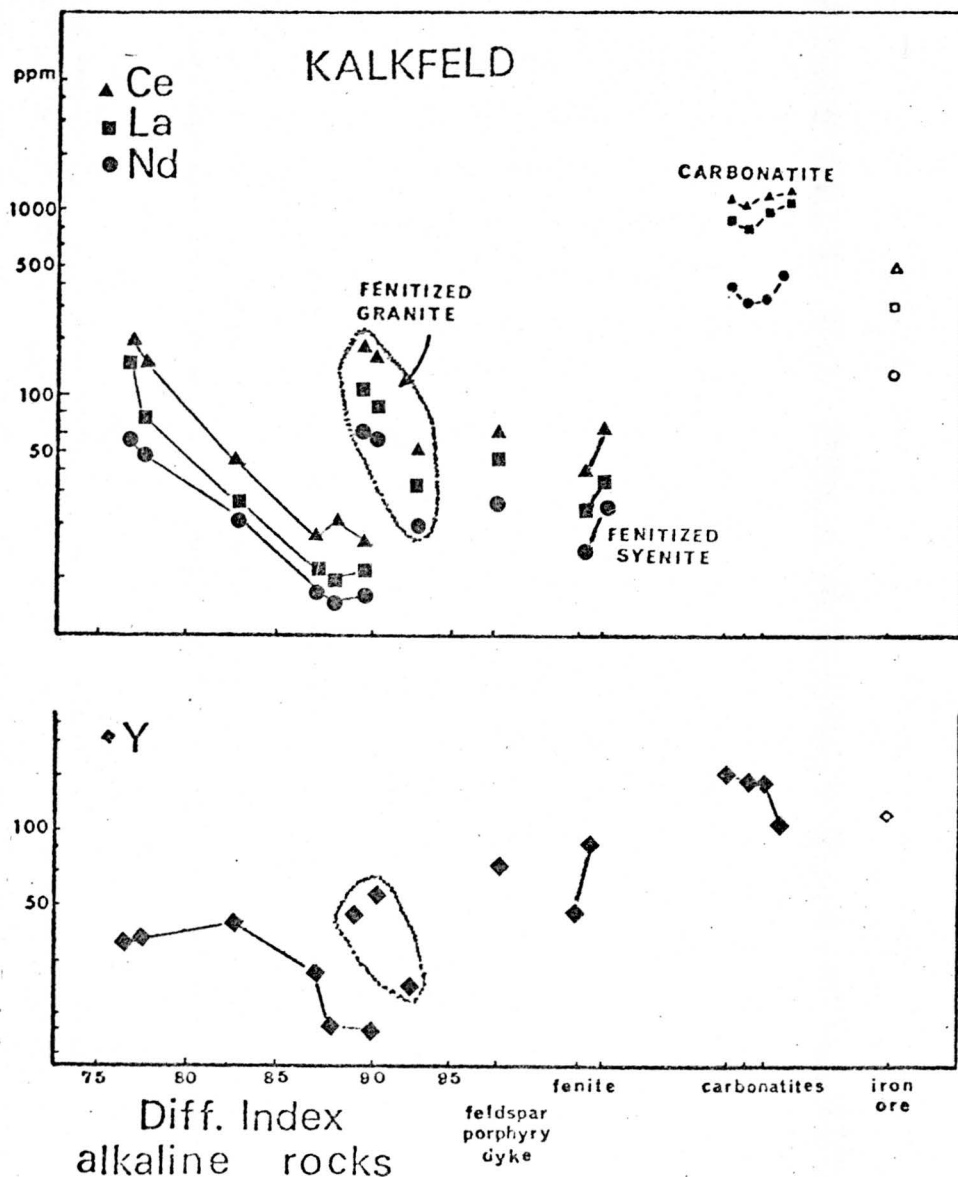 KALKFELD
ppm
Ce
La
Nd
1000
500
100
50
CARBONATITE
FENITIZED
GRANITE
FENITIZED
SYENITE
Y
100
50
75 80 85 90 95
Diff. Index
alkaline rocks
feldspar
porphyry
dyke
fenite
carbonatites
iron
ore